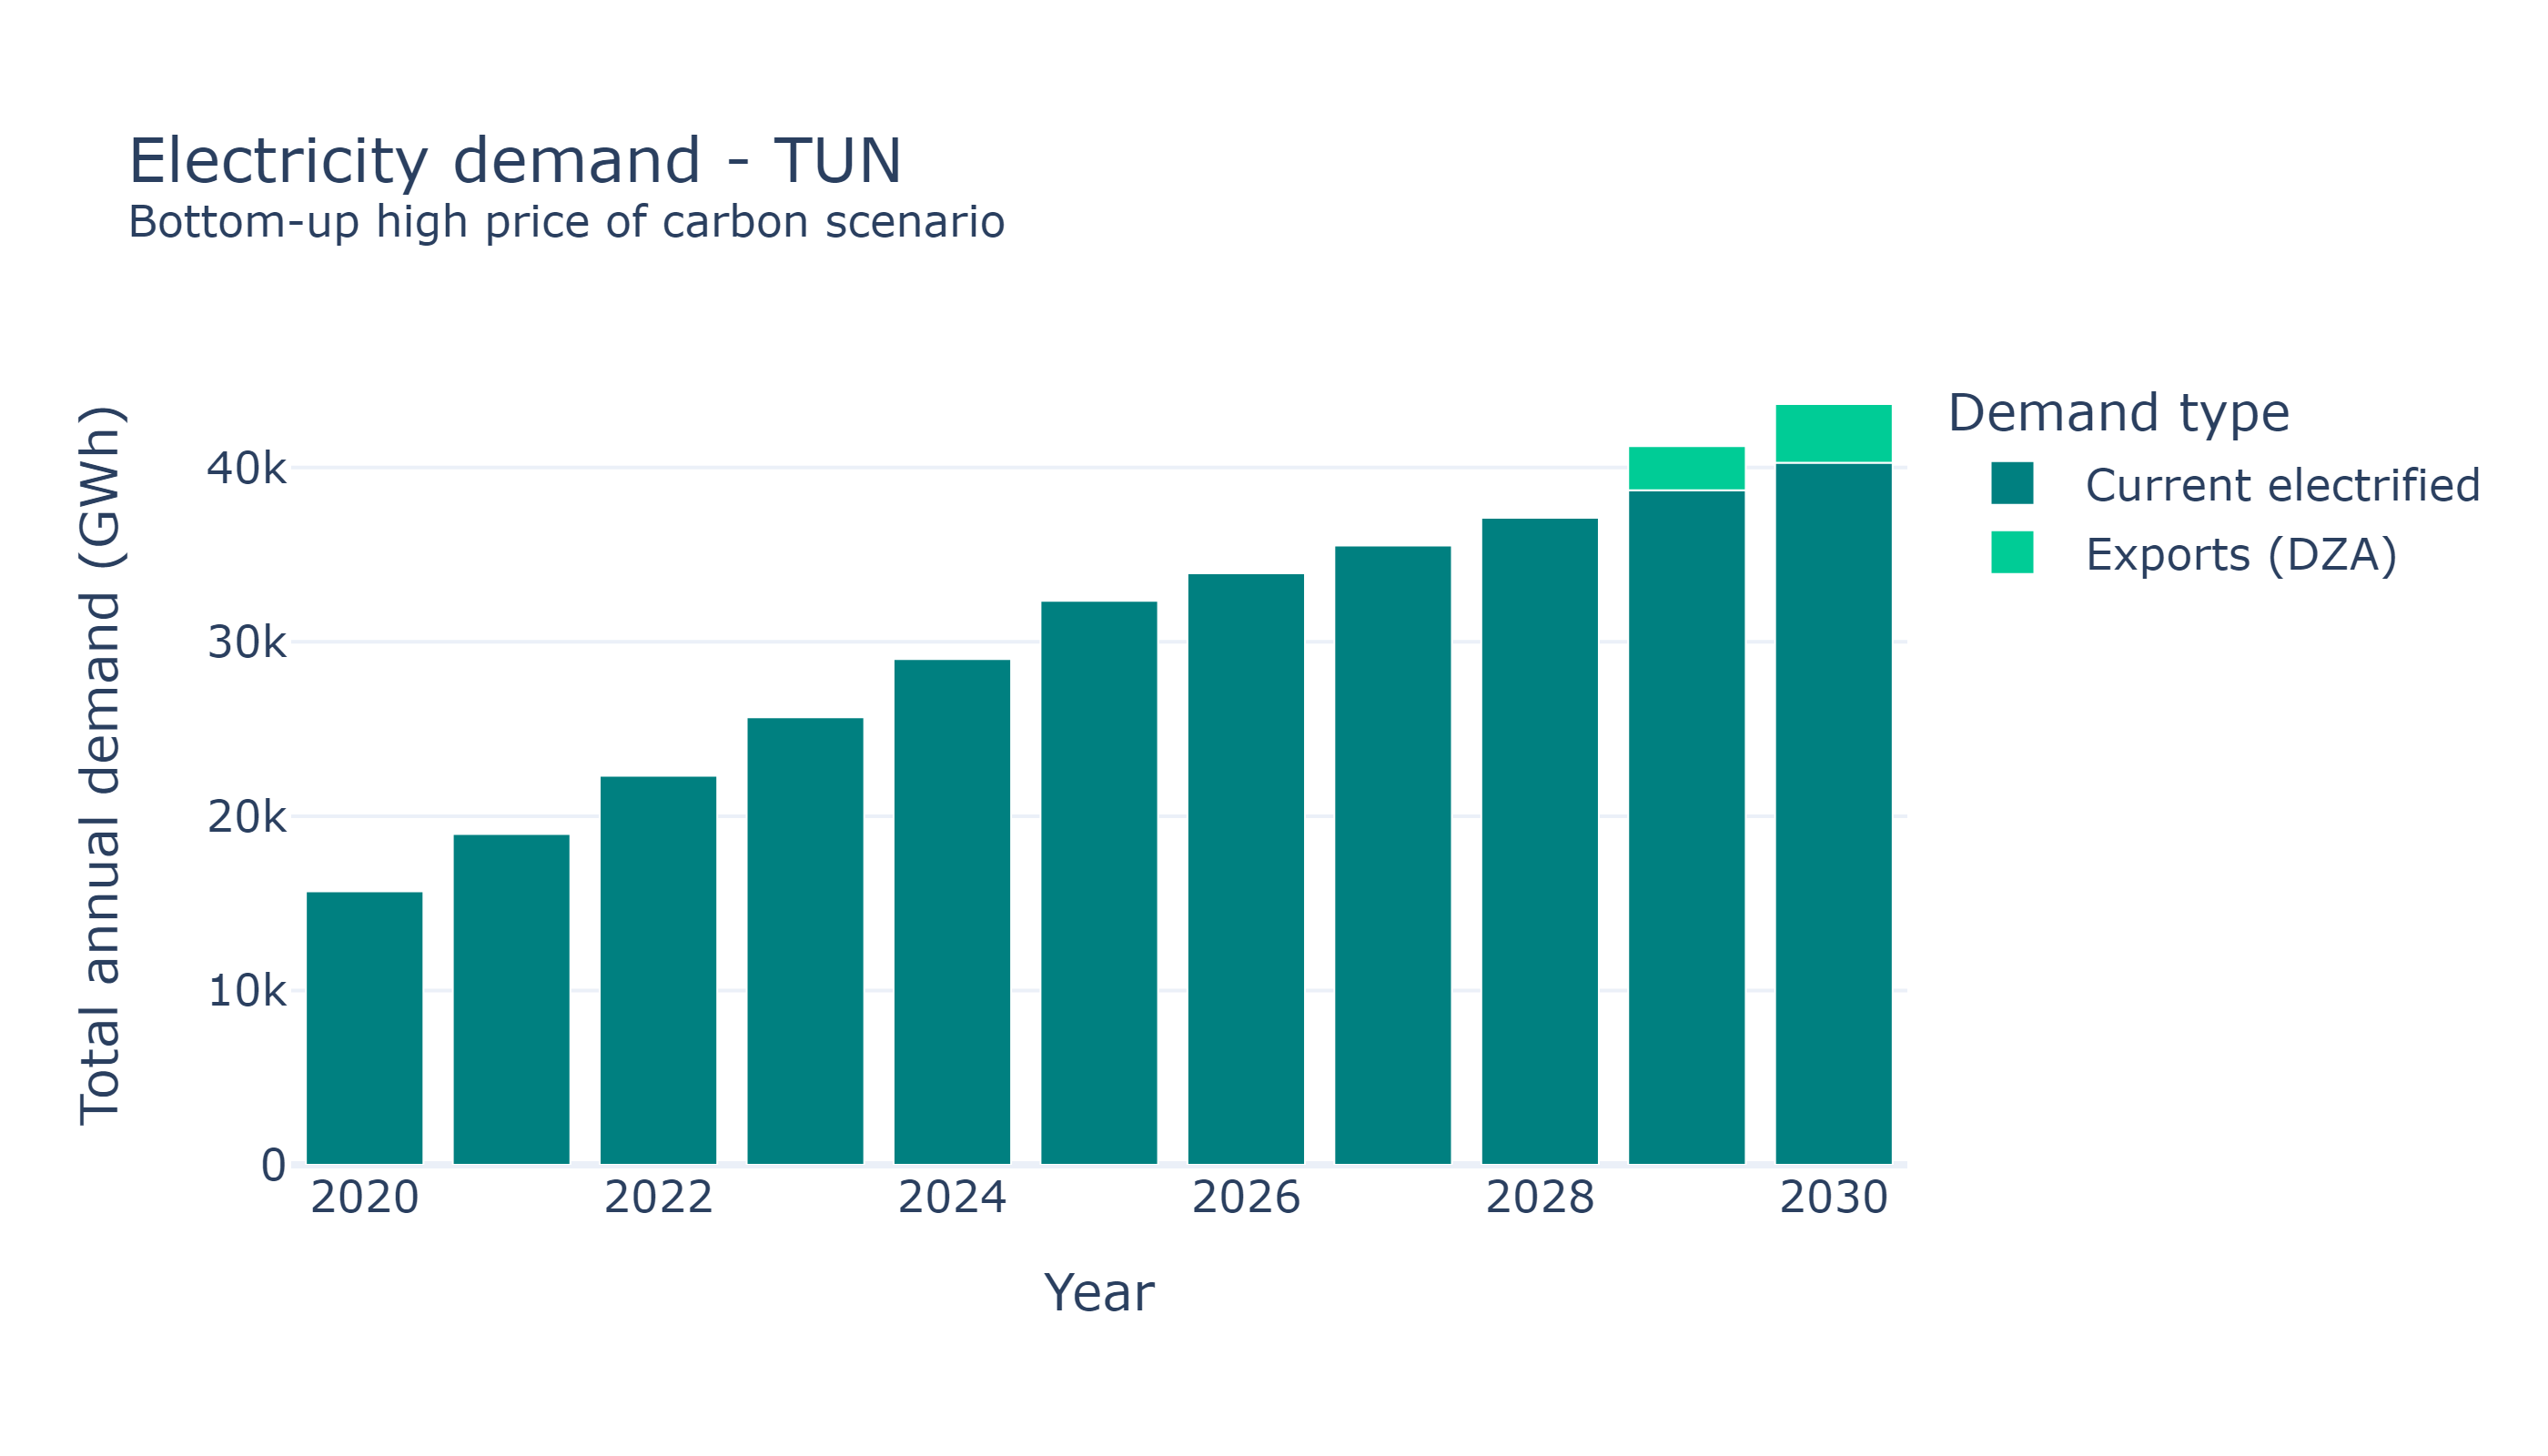 Electricity demand - TUN
Bottom-up high price of carbon scenario
Total annual demand (GWh)
40k
30k
20k
10k
0
2020
2022
2024
2026
2028
2030
Year
Demand type
Current electrified
Exports (DZA)